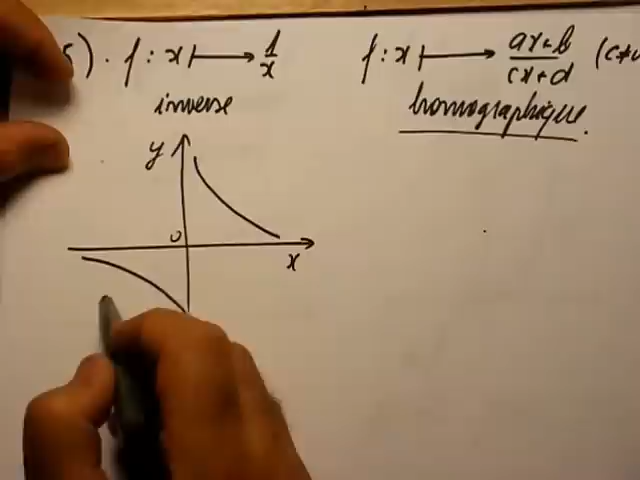 5) . f : x ⟼ 1/x
inverse
f : x ⟼ (ax+b)/(cx+d) (c≠
homographique.
y
0
x